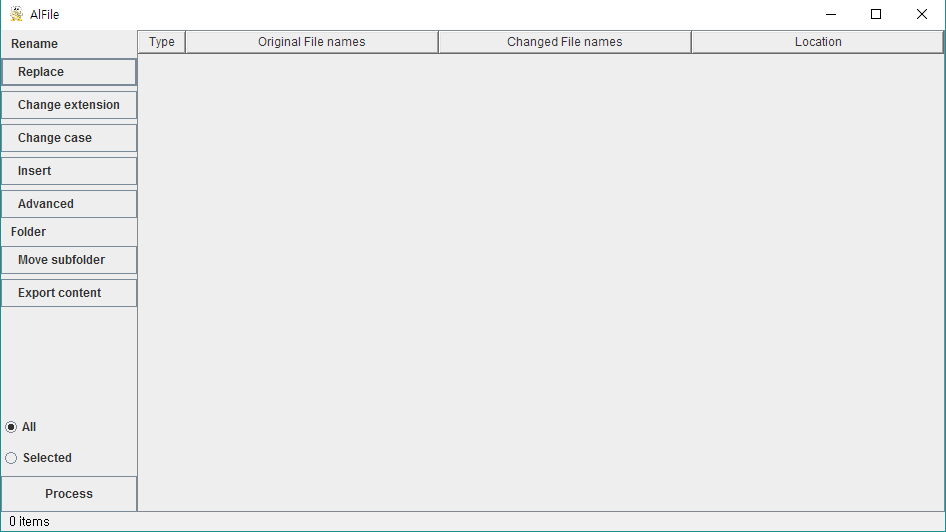 AlFile
Rename
Replace
Change extension
Change case
Insert
Advanced
Folder
Move subfolder
Export content
All
Selected
Process
Type Original File names Changed File names Location
0 items